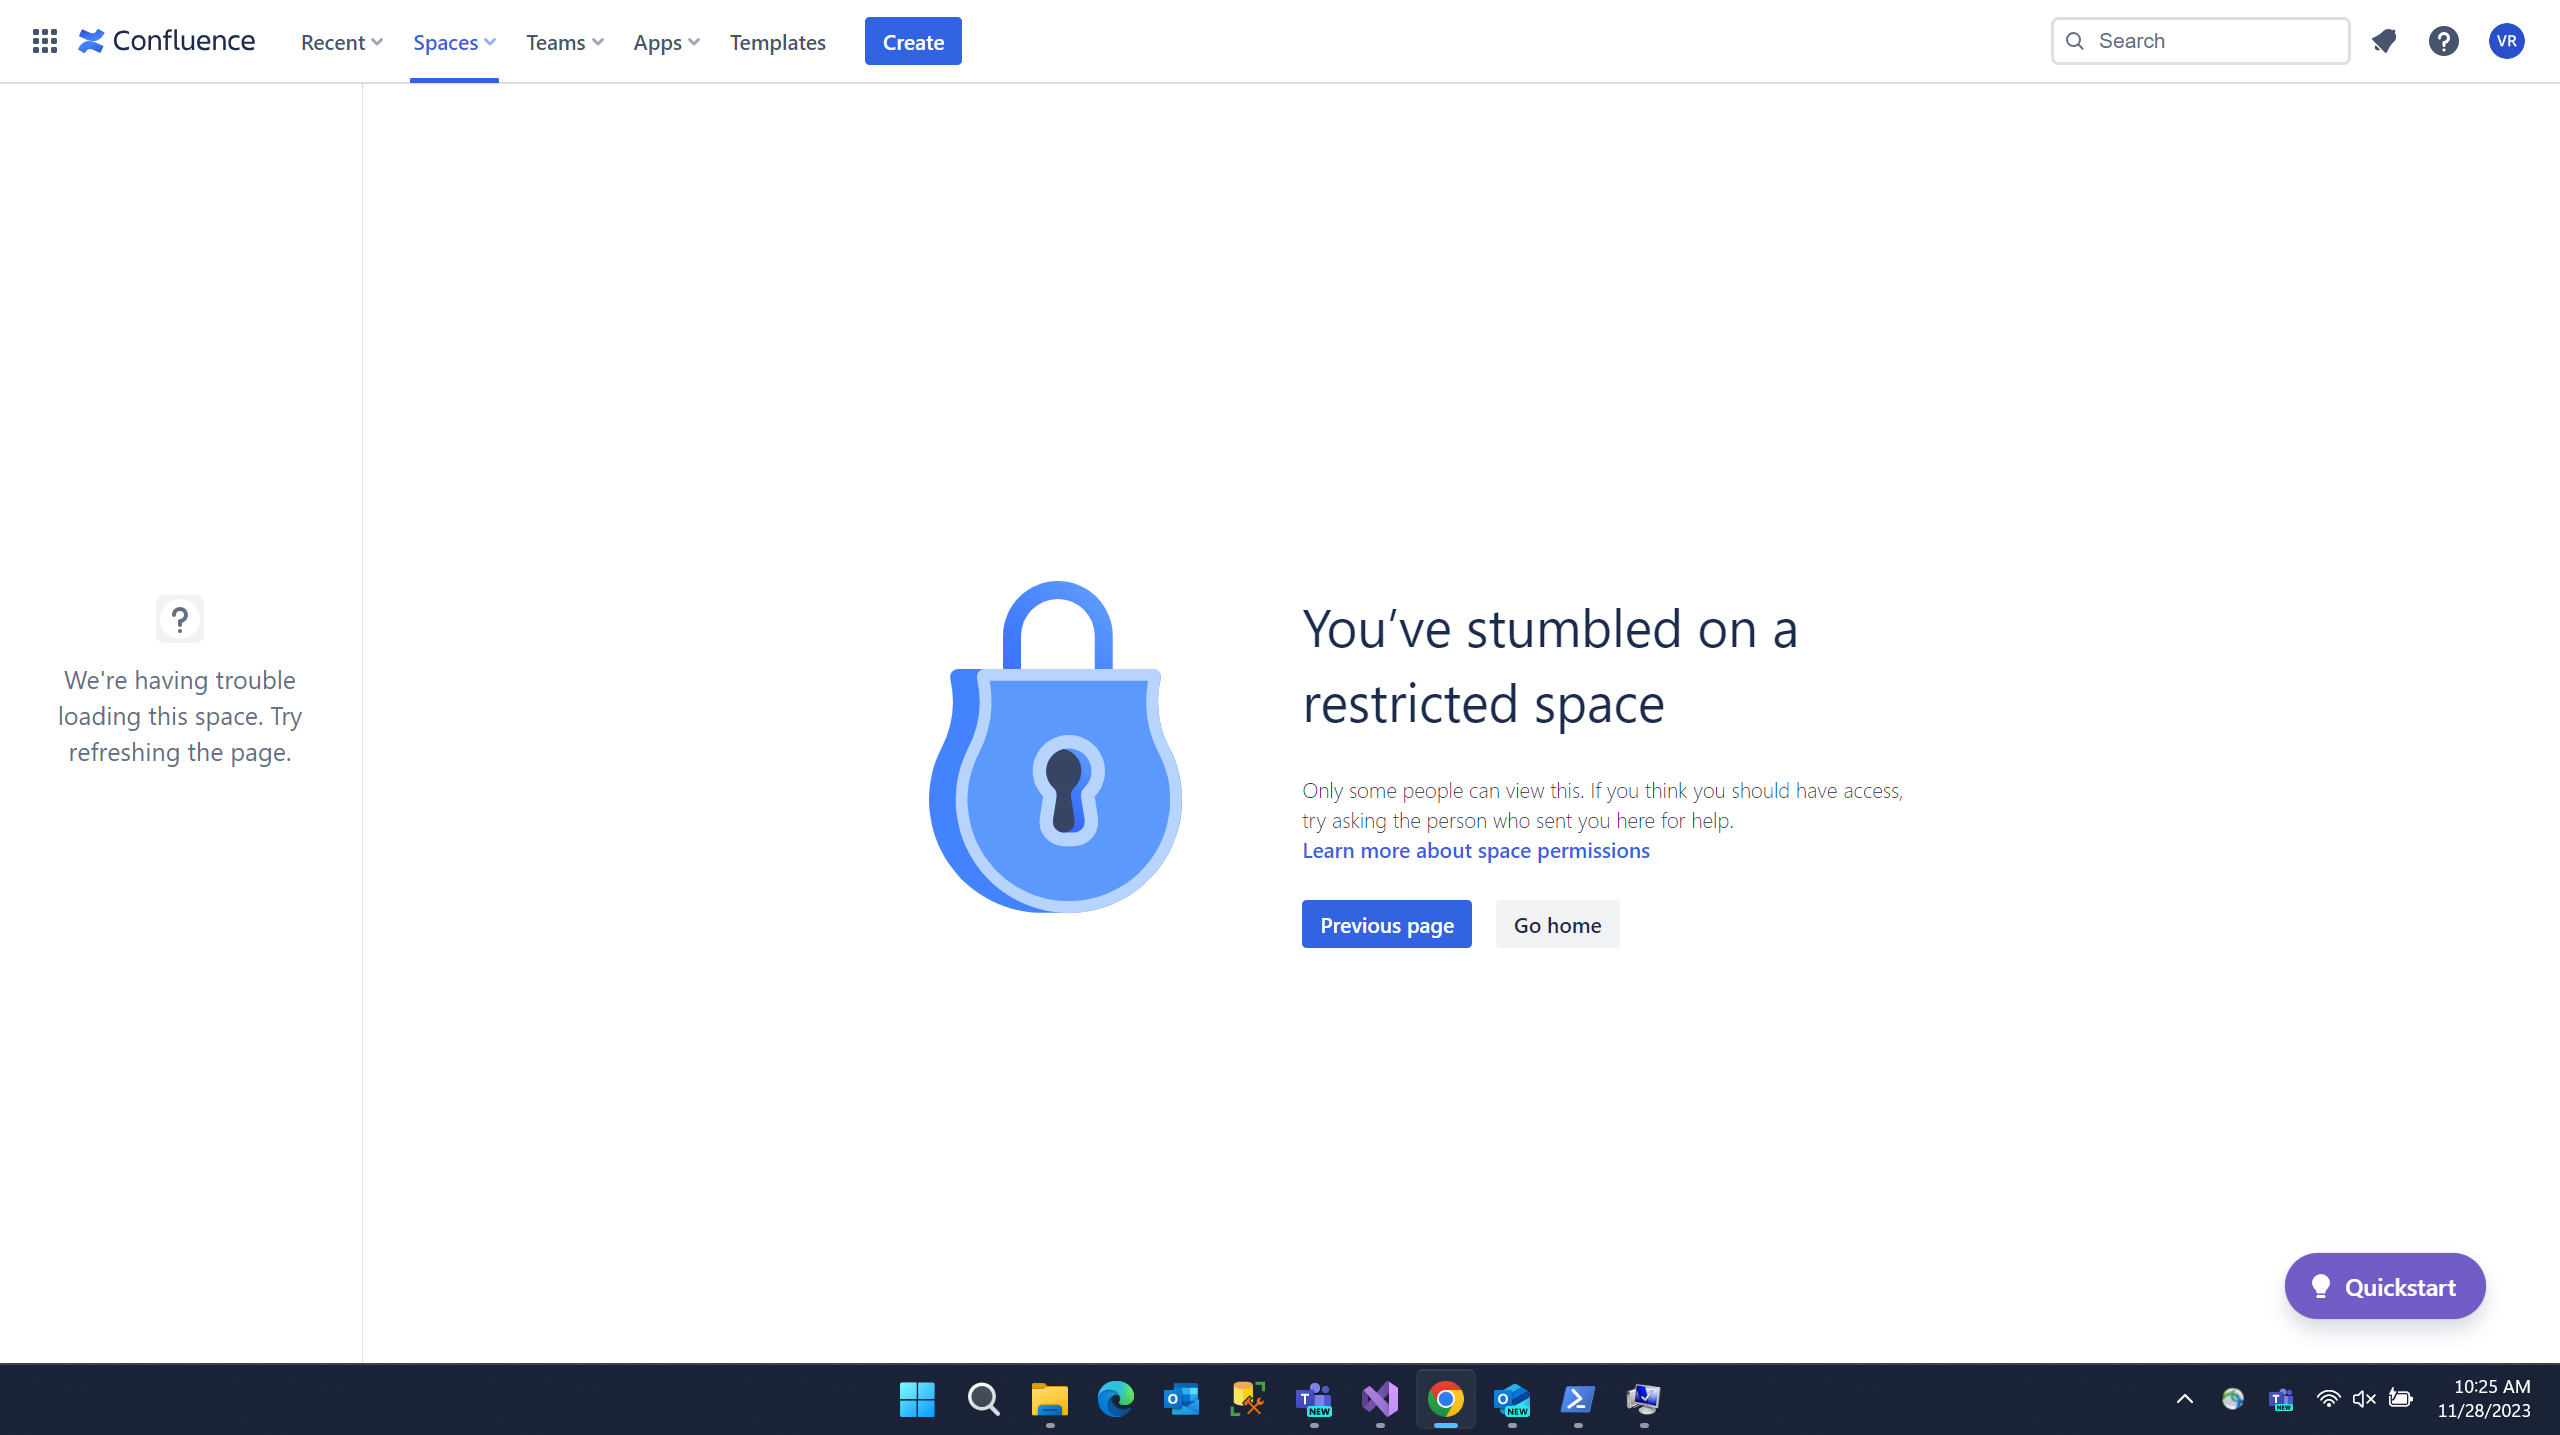 Confluence
Recent
Spaces
Teams
Apps
Templates
Create
Search
VR
?
We're having trouble
loading this space. Try
refreshing the page.
You’ve stumbled on a
restricted space
Only some people can view this. If you think you should have access,
try asking the person who sent you here for help.
Learn more about space permissions
Previous page
Go home
Quickstart
NEW
NEW
10:25 AM
11/28/2023